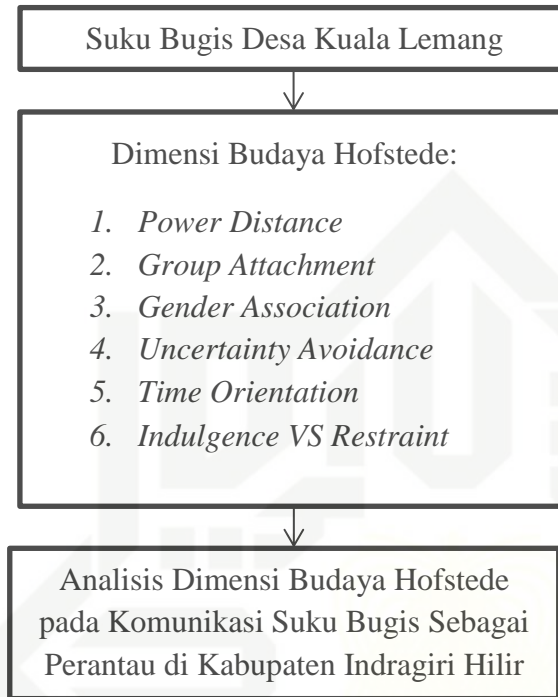 Suku Bugis Desa Kuala Lemang
Dimensi Budaya Hofstede:
1. Power Distance
2. Group Attachment
3. Gender Association
4. Uncertainty Avoidance
5. Time Orientation
6. Indulgence VS Restraint
Analisis Dimensi Budaya Hofstede
pada Komunikasi Suku Bugis Sebagai
Perantau di Kabupaten Indragiri Hilir